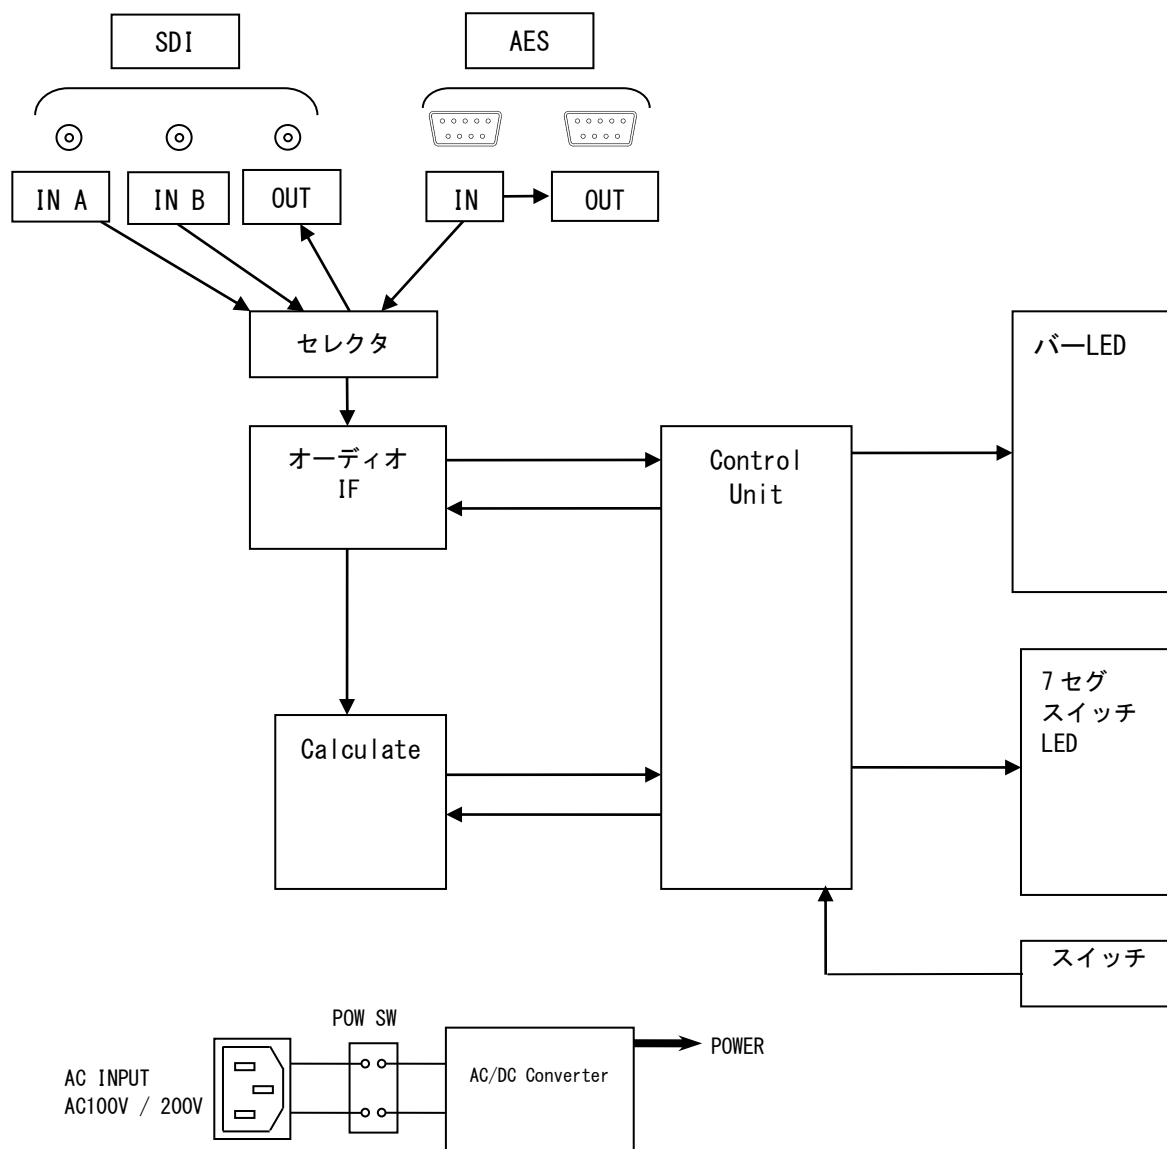 SDI
AES
IN A
IN B
OUT
IN
OUT
セレクタ
バーLED
オーディオ
IF
Control
Unit
7セグ
スイッチ
LED
Calculate
スイッチ
POW SW
POWER
AC/DC Converter
AC INPUT
AC100V / 200V